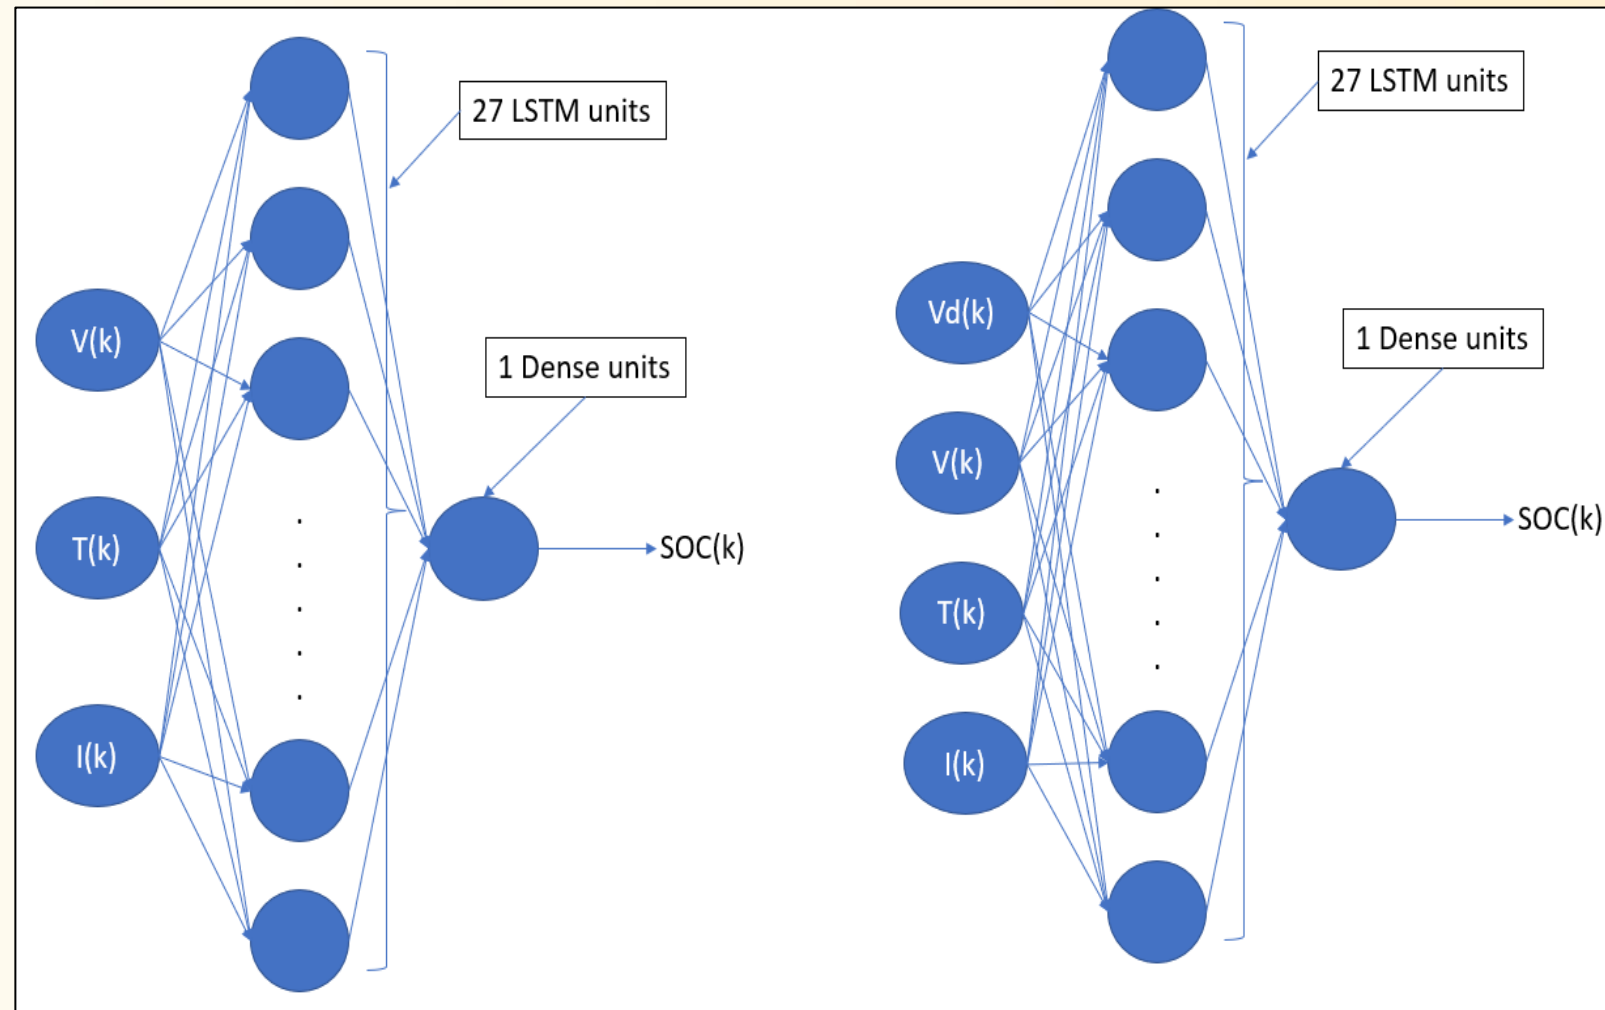 27 LSTM units
V(k)
1 Dense units
T(k)
SOC(k)
I(k)
27 LSTM units
Vd(k)
1 Dense units
V(k)
SOC(k)
T(k)
I(k)